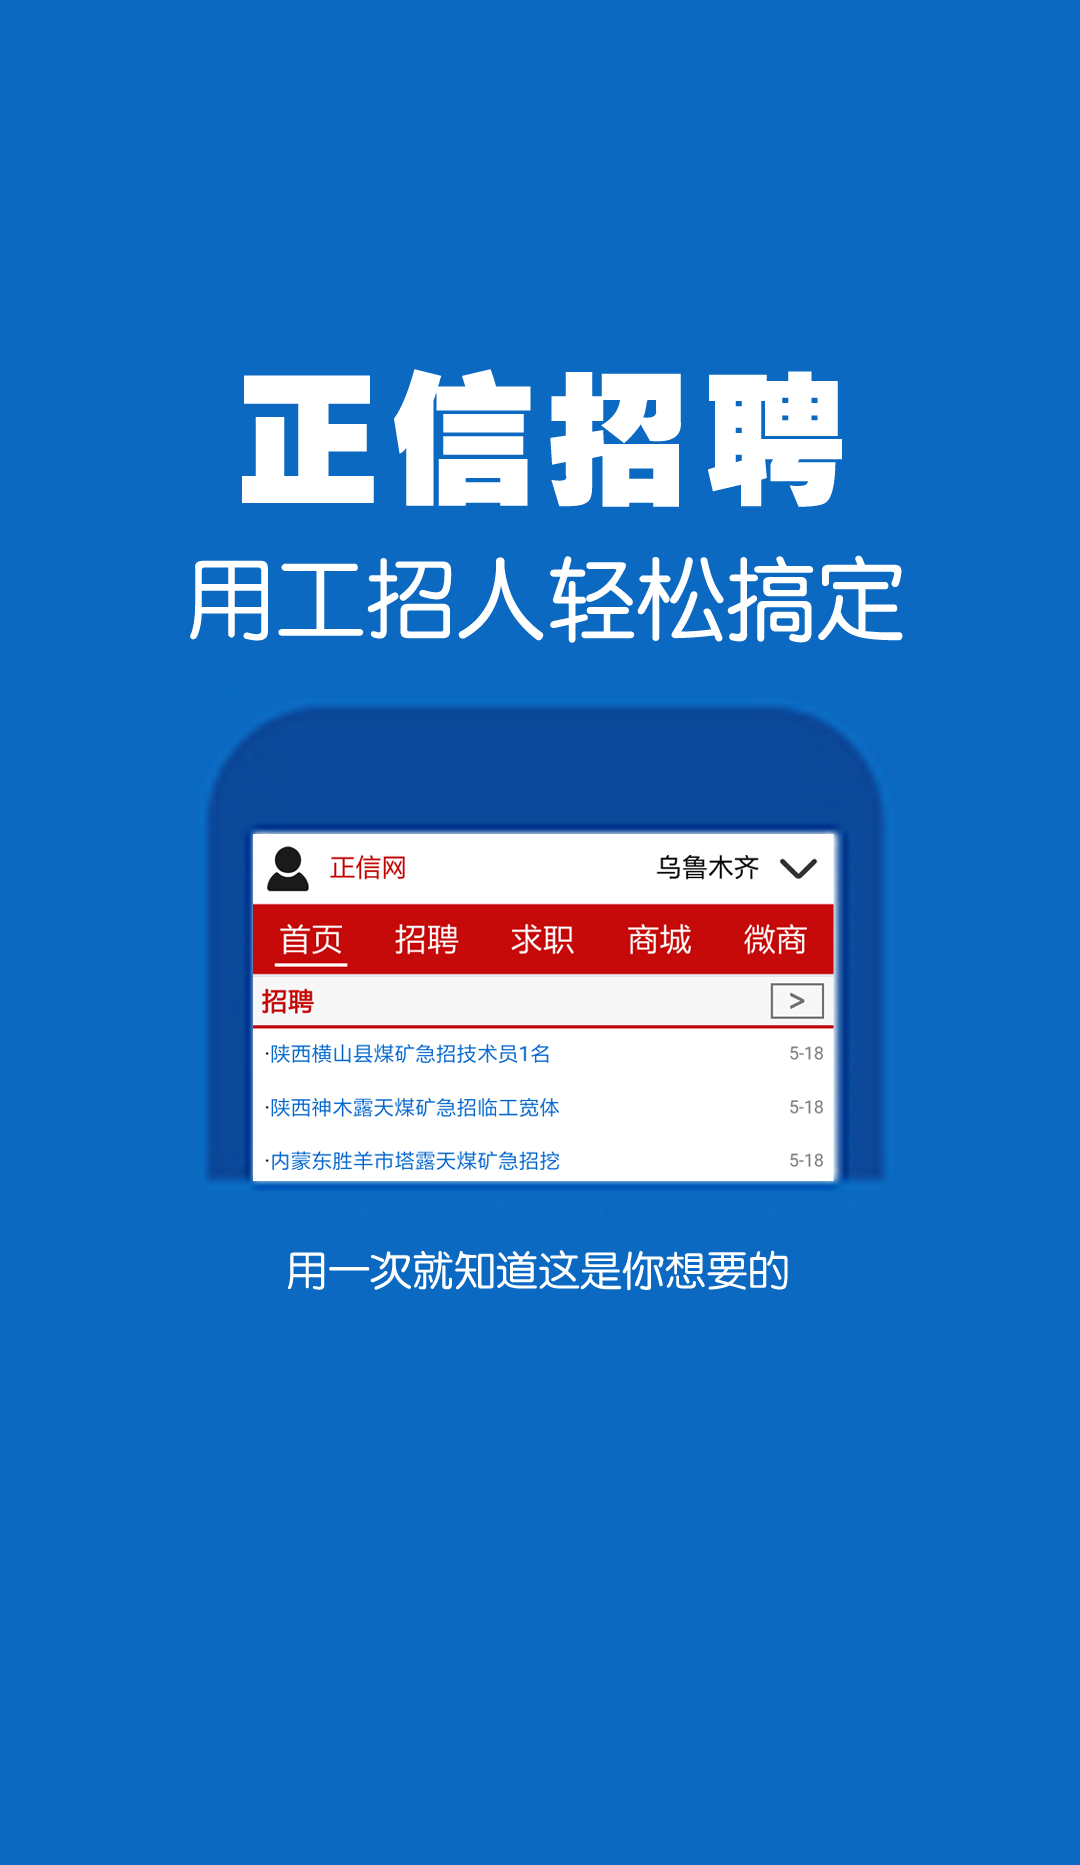 正信招聘
用工招人轻松搞定
正信网 乌鲁木齐
首页 招聘 求职 商城 微商
招聘 >
·陕西横山县煤矿急招技术员1名 5-18
·陕西神木露天煤矿急招临工宽体 5-18
·内蒙东胜羊市塔露天煤矿急招挖 5-18
用一次就知道这是你想要的